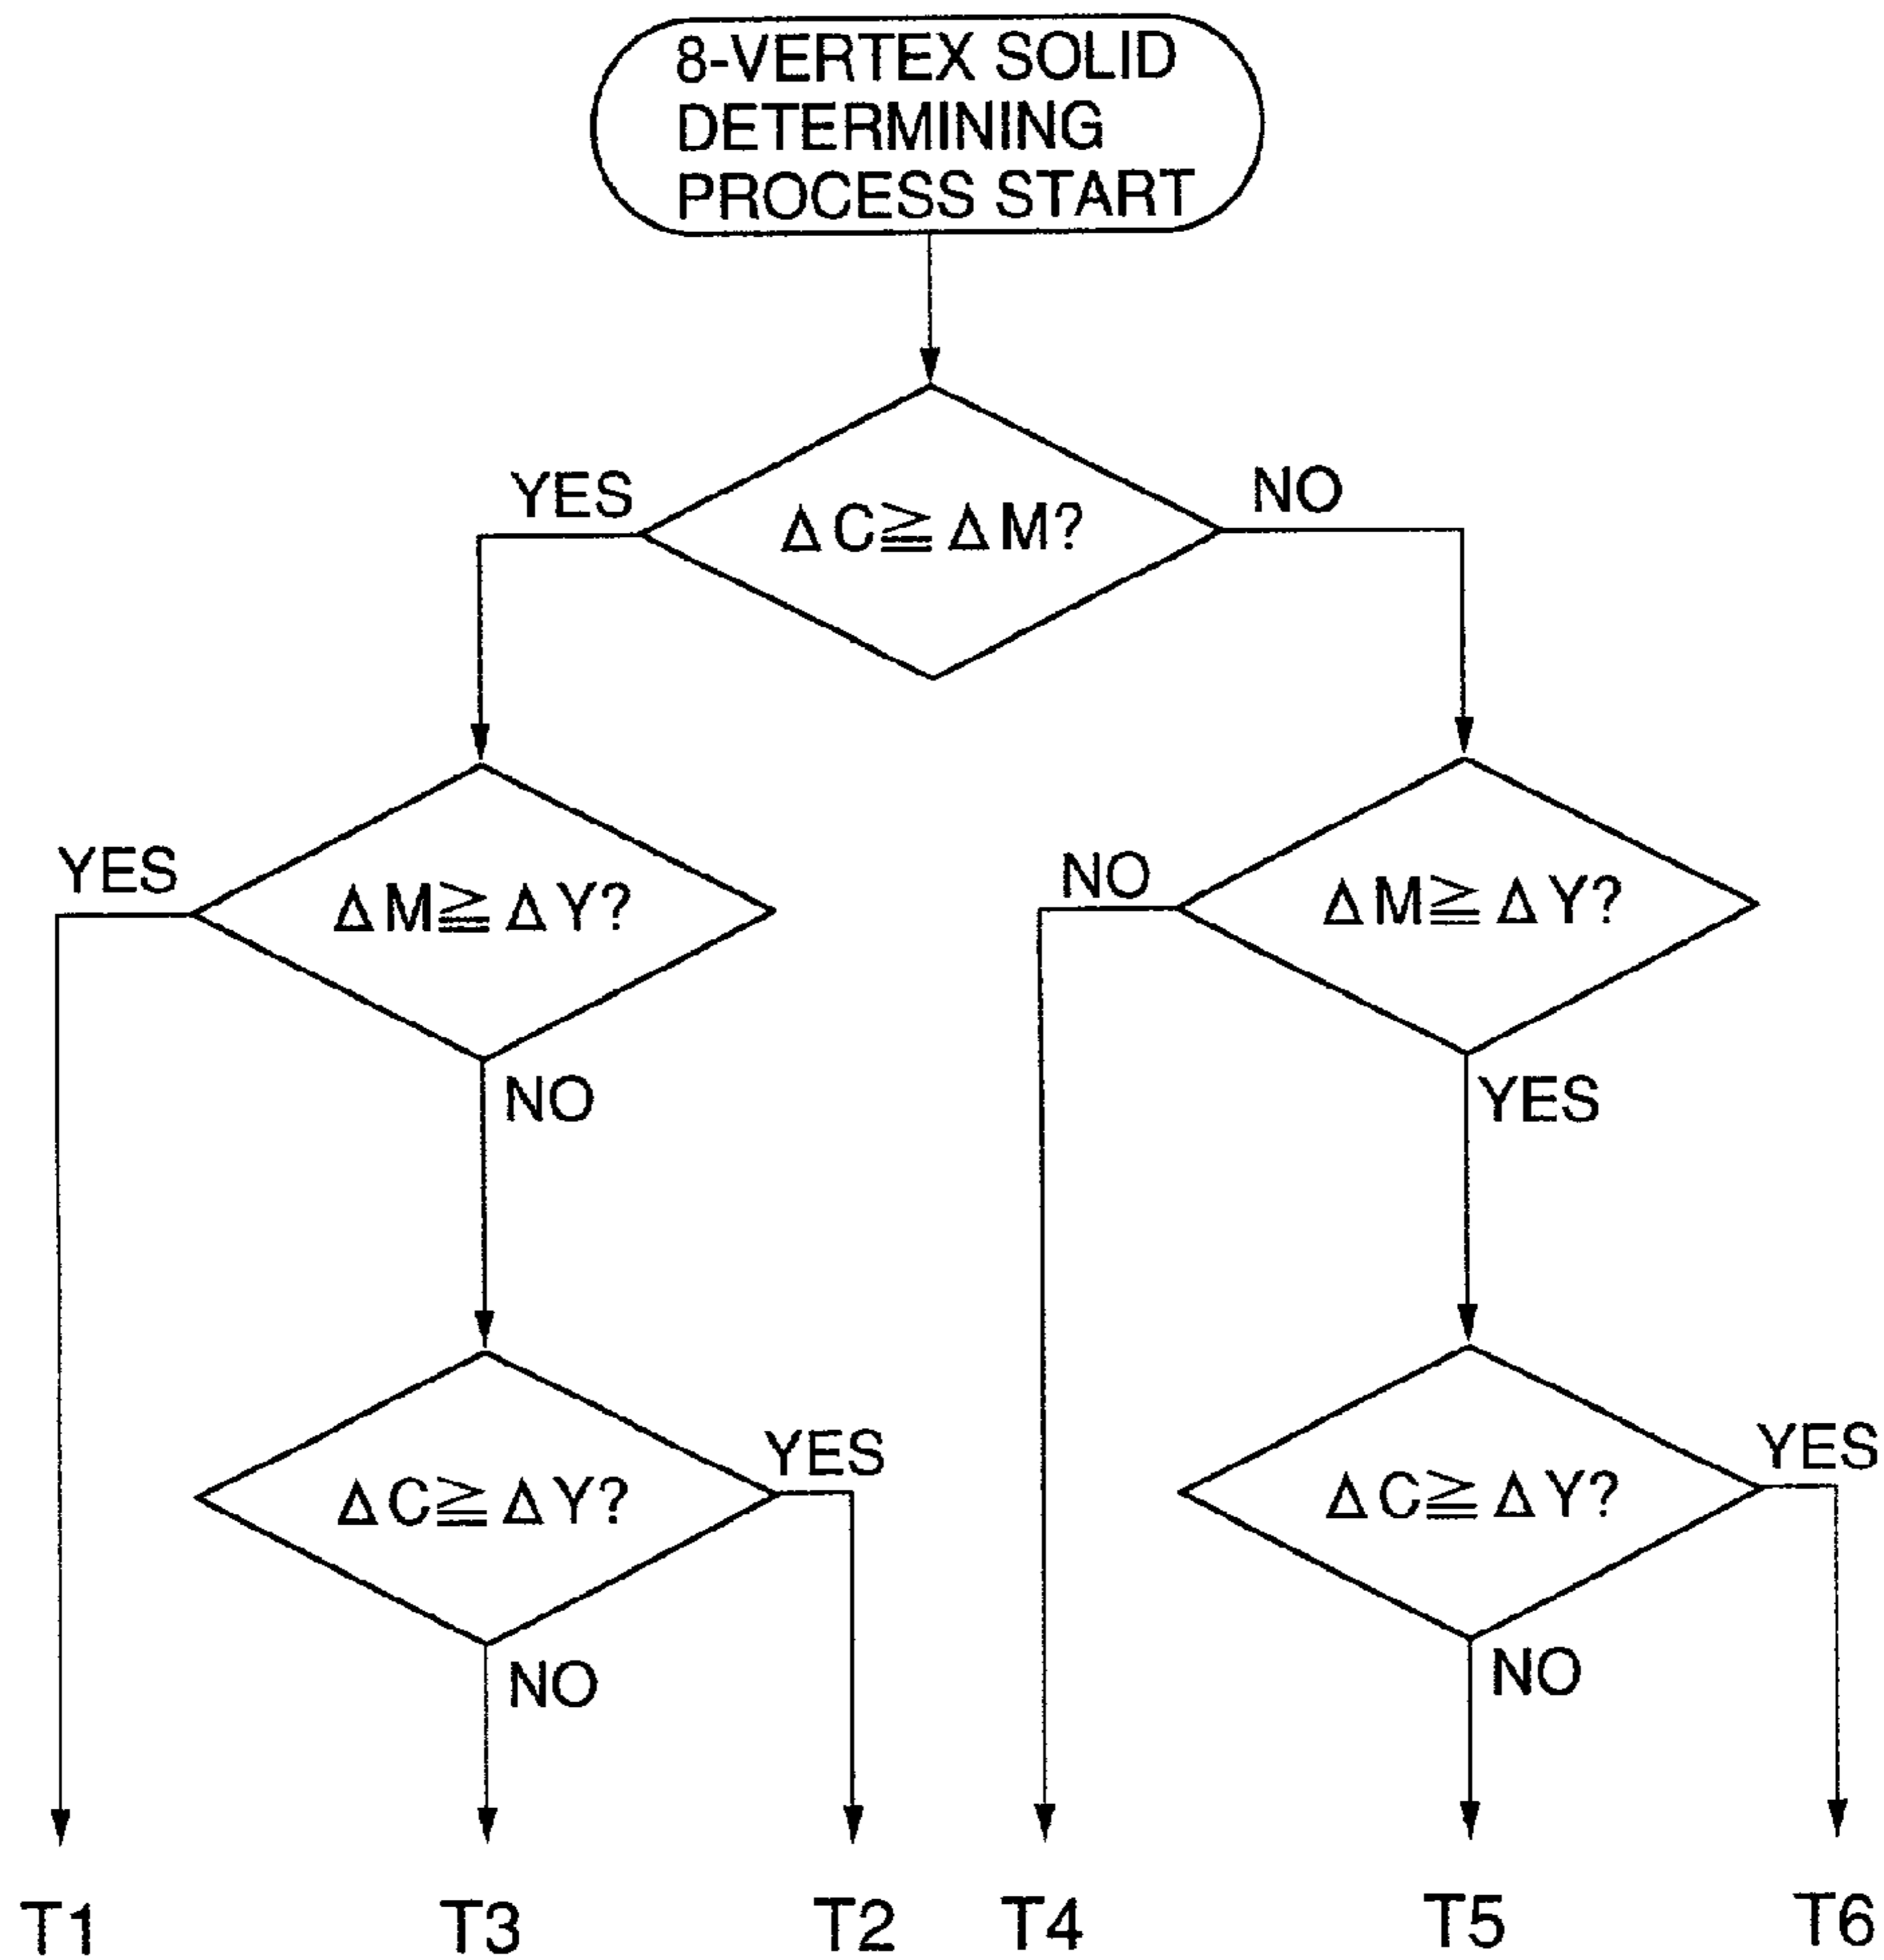 8-VERTEX SOLID
DETERMINING
PROCESS START
YES
ΔC≧ΔM?
NO
YES
ΔM≧ΔY?
NO
NO
ΔM≧ΔY?
YES
ΔC≧ΔY?
YES
NO
ΔC≧ΔY?
YES
NO
T1
T3
T2
T4
T5
T6